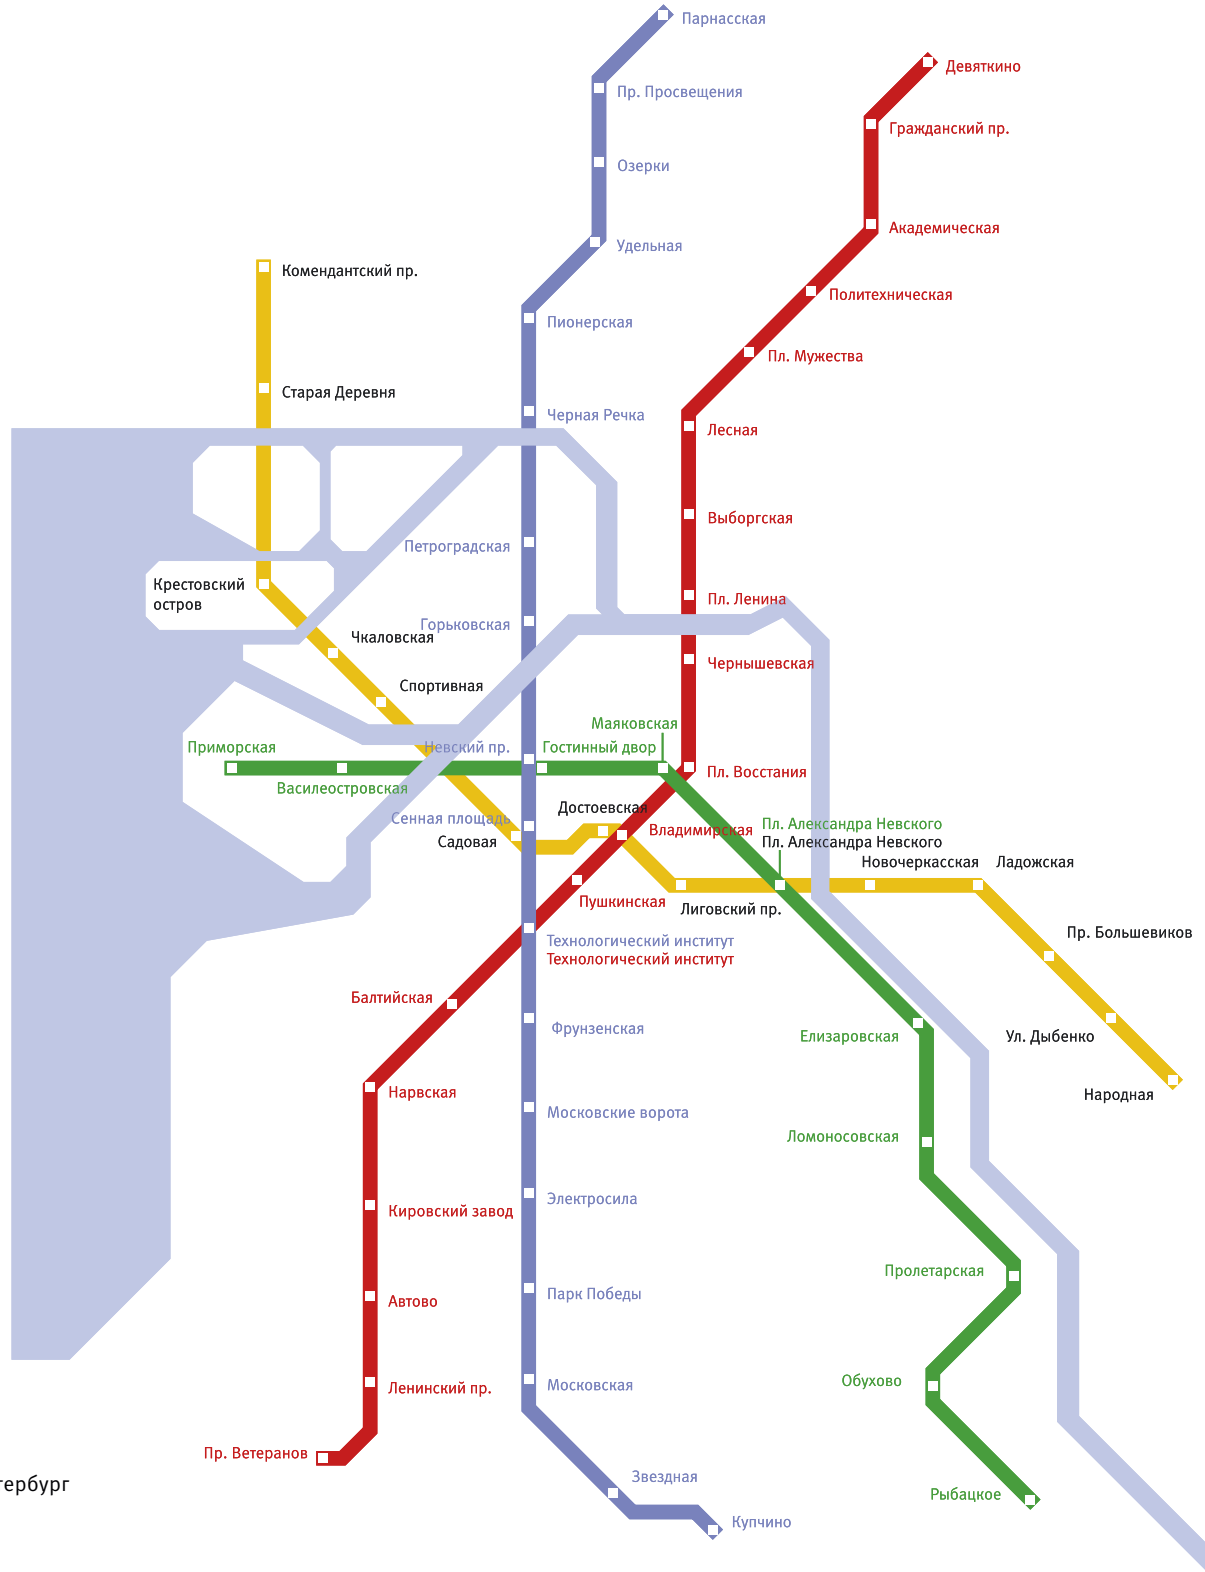 Парнасская
Девяткино
Пр. Просвещения
Гражданский пр.
Озерки
Академическая
Удельная
Комендантский пр.
Политехническая
Пионерская
Пл. Мужества
Старая Деревня
Черная Речка
Лесная
Выборгская
Петроградская
Крестовский
остров
Пл. Ленина
Горьковская
Чкаловская
Чернышевская
Спортивная
Маяковская
Приморская
Невский пр.
Гостинный двор
Пл. Восстания
Василеостровская
Достоевская
Сенная площадь
Садовая
Владимирская
Пл. Александра Невского
Пл. Александра Невского
Новочеркасская
Ладожская
Пушкинская
Лиговский пр.
Пр. Большевиков
Технологический институт
Технологический институт
Балтийская
Фрунзенская
Елизаровская
Ул. Дыбенко
Нарвская
Народная
Московские ворота
Ломоносовская
Электросила
Кировский завод
Пролетарская
Парк Победы
Автово
Обухово
Московская
Ленинский пр.
Пр. Ветеранов
Звездная
тербург
Рыбацкое
Купчино